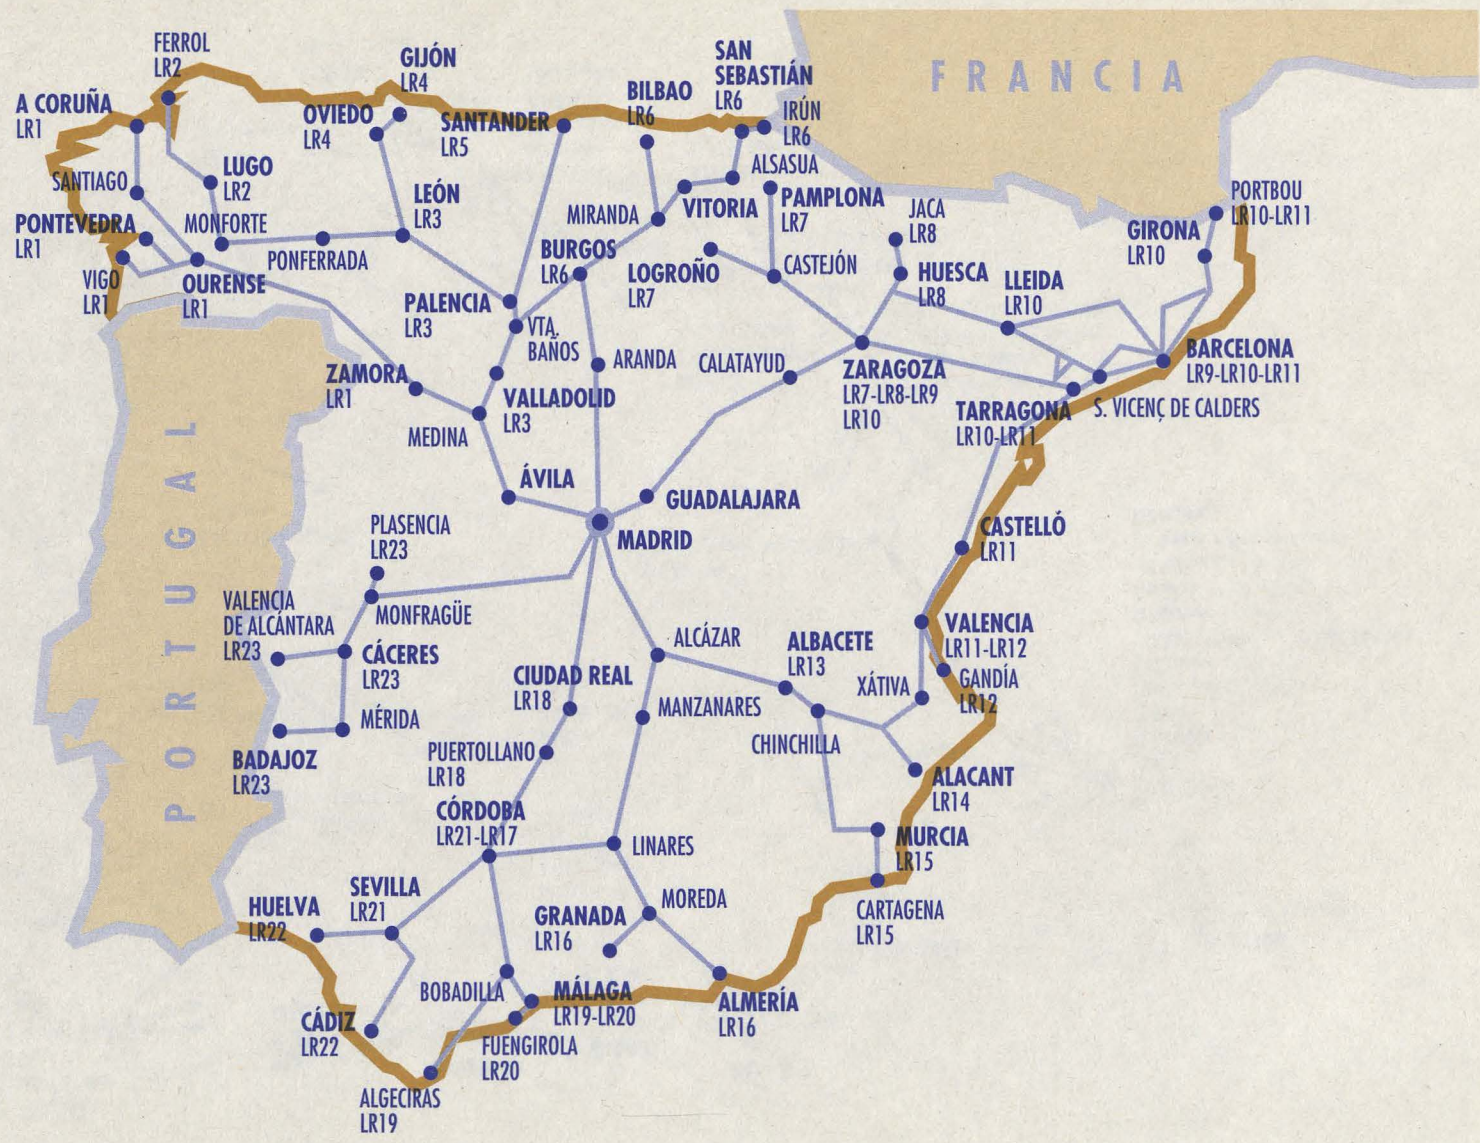 FERROL
LR2
GIJÓN
LR4
SAN
SEBASTIÁN
LR6
FRANCIA
A CORUÑA
LR1
OVIEDO
LR4
SANTANDER
LR5
BILBAO
LR6
IRÚN
LR6
ALSASUA
SANTIAGO
LUGO
LR2
LEÓN
LR3
MIRANDA
VITORIA
PAMPLONA
LR7
JACA
LR8
PORTBOU
LR10-LR11
PONTEVEDRA
LR1
MONFORTE
PONFERRADA
BURGOS
LR6
LOGROÑO
LR7
CASTEJÓN
HUESCA
LR8
LLEIDA
LR10
GIRONA
LR10
VIGO
LR1
OURENSE
LR1
PALENCIA
LR3
VTA.
BAÑOS
ARANDA
CALATAYUD
ZARAGOZA
LR7-LR8-LR9
LR10
BARCELONA
LR9-LR10-LR11
ZAMORA
LR1
VALLADOLID
LR3
MEDINA
TARRAGONA
LR10-LR11
S. VICENÇ DE CALDERS
PORTUGAL
ÁVILA
GUADALAJARA
MADRID
PLASENCIA
LR23
CASTELLÓ
LR11
VALENCIA
DE ALCÁNTARA
LR23
MONFRAGÜE
CÁCERES
LR23
ALCÁZAR
ALBACETE
LR13
VALENCIA
LR11-LR12
CIUDAD REAL
LR18
XÁTIVA
GANDÍA
LR12
MÉRIDA
MANZANARES
CHINCHILLA
BADAJOZ
LR23
PUERTOLLANO
LR18
ALACANT
LR14
CÓRDOBA
LR21-LR17
LINARES
MURCIA
LR15
SEVILLA
LR21
HUELVA
LR22
GRANADA
LR16
MOREDA
CARTAGENA
LR15
BOBADILLA
MÁLAGA
LR19-LR20
ALMERÍA
LR16
CÁDIZ
LR22
FUENGIROLA
LR20
ALGECIRAS
LR19